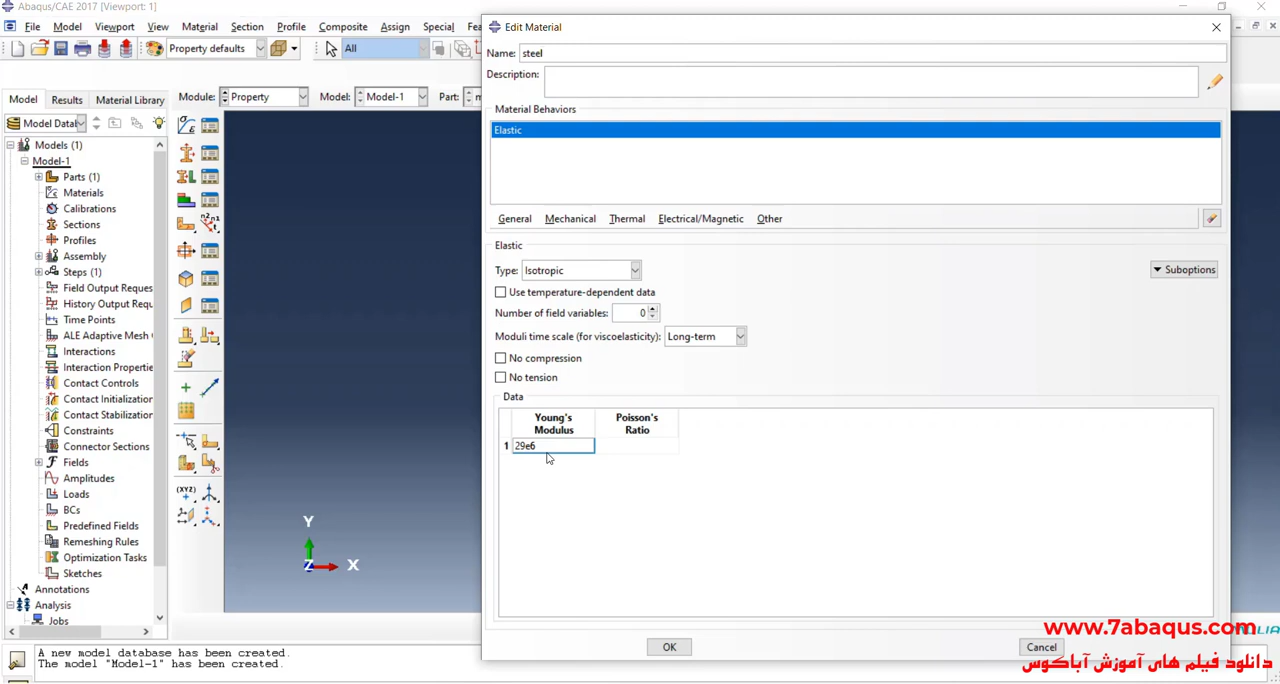 Abaqus/CAE 2017 [Viewport: 1]
File Model Viewport View Material Section Profile Composite Assign Special Fea
Property defaults
All
Model Results Material Library
Module: Property Model: Model-1 Part: m
Model Datal
Models (1)
Model-1
Parts (1)
Materials
Calibrations
Sections
Profiles
Assembly
Steps (1)
Field Output Reques
History Output Requ
Time Points
ALE Adaptive Mesh
Interactions
Interaction Propertie
Contact Controls
Contact Initialization
Contact Stabilization
Constraints
Connector Sections
Fields
Amplitudes
Loads
BCs
Predefined Fields
Remeshing Rules
Optimization Tasks
Sketches
Annotations
Analysis
Jobs
(XYZ)
Y
Z
X
A new model database has been created.
The model "Model-1" has been created.
Edit Material
Name: steel
Description:
Material Behaviors
Elastic
General Mechanical Thermal Electrical/Magnetic Other
Elastic
Type: Isotropic
Suboptions
Use temperature-dependent data
Number of field variables: 0
Moduli time scale (for viscoelasticity): Long-term
No compression
No tension
Data
Young's Modulus
Poisson's Ratio
1 29e6
OK Cancel
www.7abaqus.com
دانلود فیلم های آموزش آباکوس